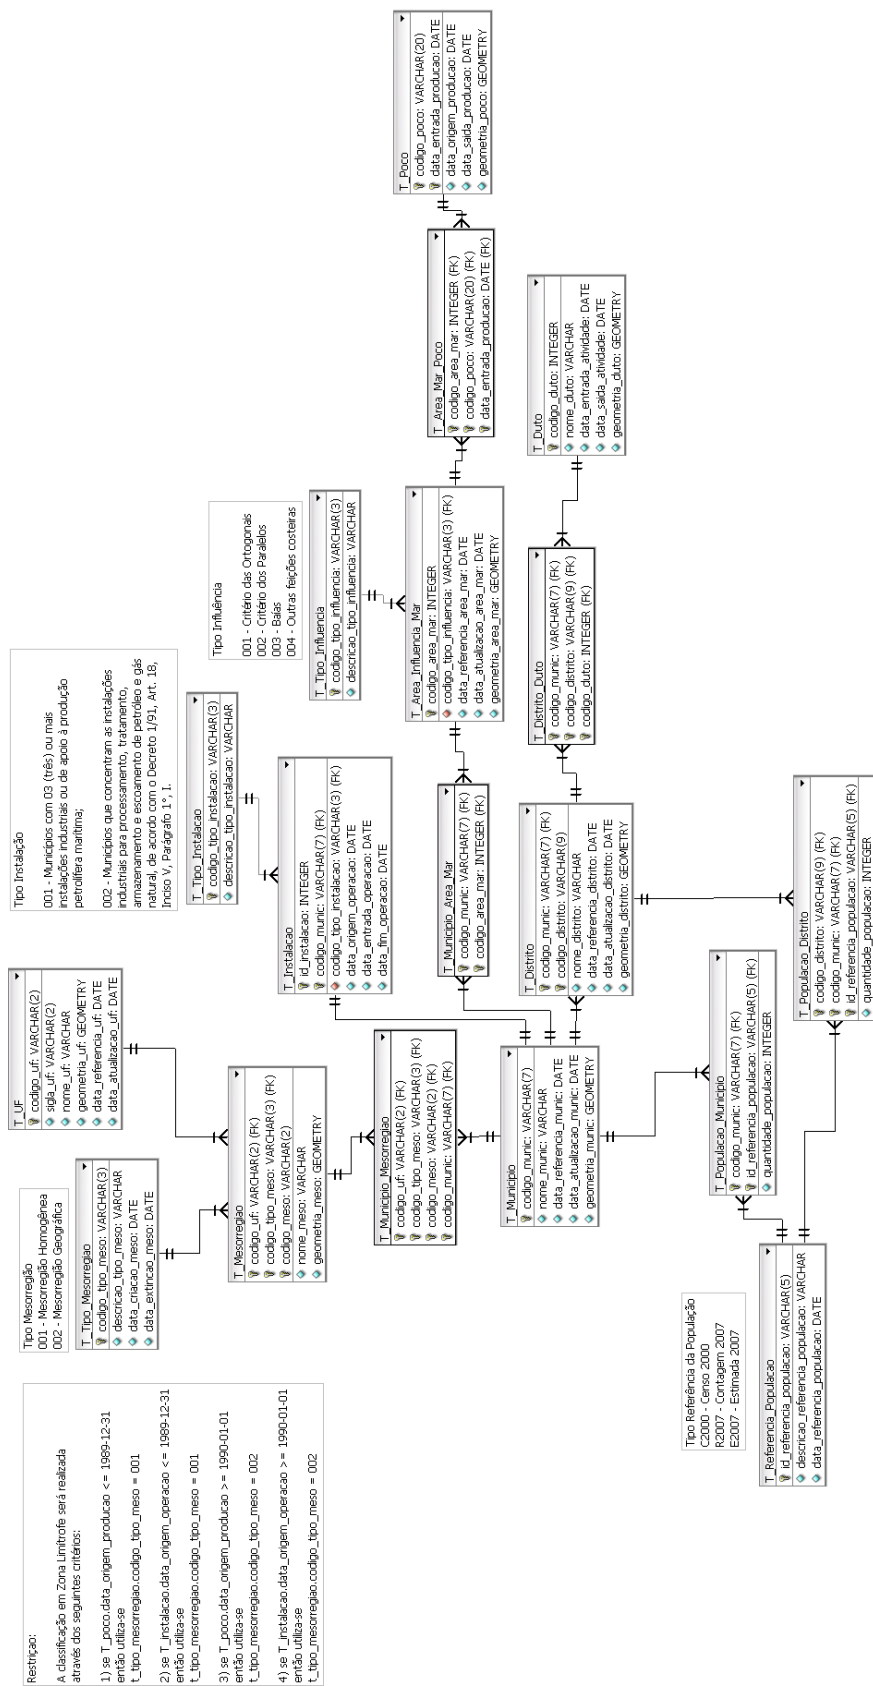 Restriçao:
A classificação em Zona Limítrofe será realizada
através dos seguintes critérios:
1) se T_poco.data_origem_producao <= 1989-12-31
então utiliza-se
t_tipo_mesorregiao.codigo_tipo_meso = 001
2) se T_instalacao.data_origem_operacao <= 1989-12-31
então utiliza-se
t_tipo_mesorregiao.codigo_tipo_meso = 001
3) se T_poco.data_origem_producao >= 1990-01-01
então utiliza-se
t_tipo_mesorregiao.codigo_tipo_meso = 002
4) se T_instalacao.data_origem_operacao >= 1990-01-01
então utiliza-se
t_tipo_mesorregiao.codigo_tipo_meso = 002
Tipo Mesorregião
001 - Mesorregião Homogênea
002 - Mesorregião Geográfica
T_Tipo_Mesorregiao
codigo_tipo_meso: VARCHAR(3)
descricao_tipo_meso: VARCHAR
data_criacao_meso: DATE
data_extincao_meso: DATE
T_UF
codigo_uf: VARCHAR(2)
sigla_uf: VARCHAR(2)
nome_uf: VARCHAR
geometria_uf: GEOMETRY
data_referencia_uf: DATE
data_atualizacao_uf: DATE
Tipo Instalação
001 - Municípios com 03 (três) ou mais
instalações industriais ou de apoio à produção
petrolífera marítima;
002 - Municípios que concentram as instalações
industriais para processamento, tratamento,
armazenamento e escoamento de petróleo e gás
natural, de acordo com o Decreto 1/91, Art. 18,
Inciso V, Parágrafo 1º, I.
T_Tipo_Instalacao
codigo_tipo_instalacao: VARCHAR(3)
descricao_tipo_instalacao: VARCHAR
Tipo Influência
001 - Critério das Ortogonais
002 - Critério dos Paralelos
003 - Baías
004 - Outras feições costeiras
T_Tipo_Influencia
codigo_tipo_influencia: VARCHAR(3)
descricao_tipo_influencia: VARCHAR
T_Mesorregiao
codigo_uf: VARCHAR(2) (FK)
codigo_tipo_meso: VARCHAR(3) (FK)
codigo_meso: VARCHAR(2)
nome_meso: VARCHAR
geometria_meso: GEOMETRY
T_Instalacao
id_instalacao: INTEGER
codigo_munic: VARCHAR(7) (FK)
codigo_tipo_instalacao: VARCHAR(3) (FK)
data_origem_operacao: DATE
data_entrada_operacao: DATE
data_fim_operacao: DATE
T_Municipio_Mesorregiao
codigo_uf: VARCHAR(2) (FK)
codigo_tipo_meso: VARCHAR(3) (FK)
codigo_meso: VARCHAR(2) (FK)
codigo_munic: VARCHAR(7) (FK)
T_Municipio_Area_Mar
codigo_munic: VARCHAR(7) (FK)
codigo_area_mar: INTEGER (FK)
T_Area_Influencia_Mar
codigo_area_mar: INTEGER
codigo_tipo_influencia: VARCHAR(3) (FK)
data_referencia_area_mar: DATE
data_atualizacao_area_mar: DATE
geometria_area_mar: GEOMETRY
T_Area_Mar_Poco
codigo_area_mar: INTEGER (FK)
codigo_poco: VARCHAR(20) (FK)
data_entrada_producao: DATE (FK)
T_Poco
codigo_poco: VARCHAR(20)
data_entrada_producao: DATE
data_origem_producao: DATE
data_saida_producao: DATE
geometria_poco: GEOMETRY
T_Municipio
codigo_munic: VARCHAR(7)
nome_munic: VARCHAR
data_referencia_munic: DATE
data_atualizacao_munic: DATE
geometria_munic: GEOMETRY
T_Distrito
codigo_munic: VARCHAR(7) (FK)
codigo_distrito: VARCHAR(9)
nome_distrito: VARCHAR
data_referencia_distrito: DATE
data_atualizacao_distrito: DATE
geometria_distrito: GEOMETRY
T_Distrito_Duto
codigo_munic: VARCHAR(7) (FK)
codigo_distrito: VARCHAR(9) (FK)
codigo_duto: INTEGER (FK)
T_Duto
codigo_duto: INTEGER
nome_duto: VARCHAR
data_entrada_atividade: DATE
data_saida_atividade: DATE
geometria_duto: GEOMETRY
Tipo Referência da População
C2000 - Censo 2000
R2007 - Contagem 2007
E2007 - Estimada 2007
T_Referencia_Populacao
id_referencia_populacao: VARCHAR(5)
descricao_referencia_populacao: VARCHAR
data_referencia_populacao: DATE
T_Populacao_Municipio
codigo_munic: VARCHAR(7) (FK)
id_referencia_populacao: VARCHAR(5) (FK)
quantidade_populacao: INTEGER
T_Populacao_Distrito
codigo_distrito: VARCHAR(9) (FK)
codigo_munic: VARCHAR(7) (FK)
id_referencia_populacao: VARCHAR(5) (FK)
quantidade_populacao: INTEGER